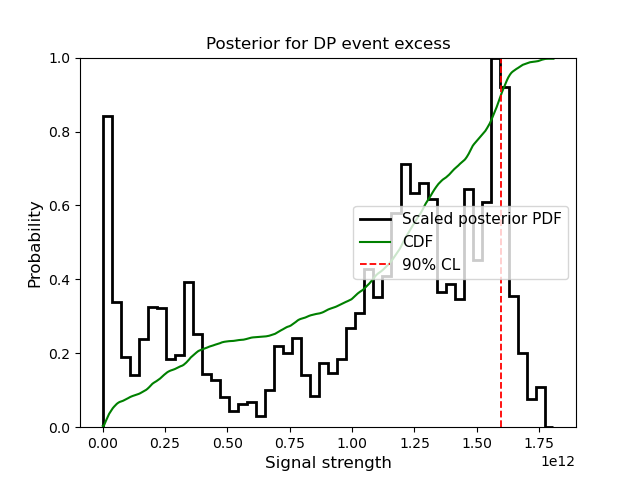 Posterior for DP event excess
Probability
1.0
0.8
0.6
0.4
0.2
0.0
Scaled posterior PDF
CDF
90% CL
0.00 0.25 0.50 0.75 1.00 1.25 1.50 1.75
1e12
Signal strength